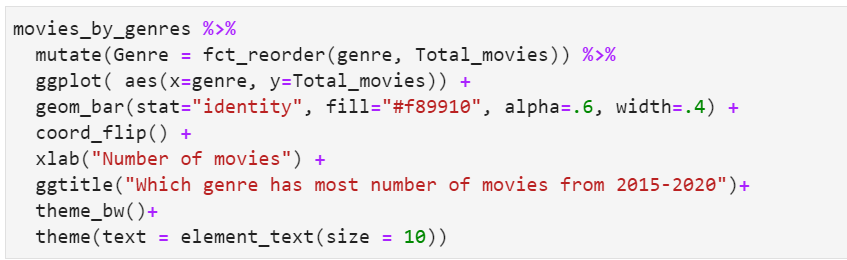 movies_by_genres %>%
  mutate(Genre = fct_reorder(genre, Total_movies)) %>%
  ggplot( aes(x=genre, y=Total_movies)) +
  geom_bar(stat="identity", fill="#f89910", alpha=.6, width=.4) +
  coord_flip() +
  xlab("Number of movies") +
  ggtitle("Which genre has most number of movies from 2015-2020")+
  theme_bw()+
  theme(text = element_text(size = 10))